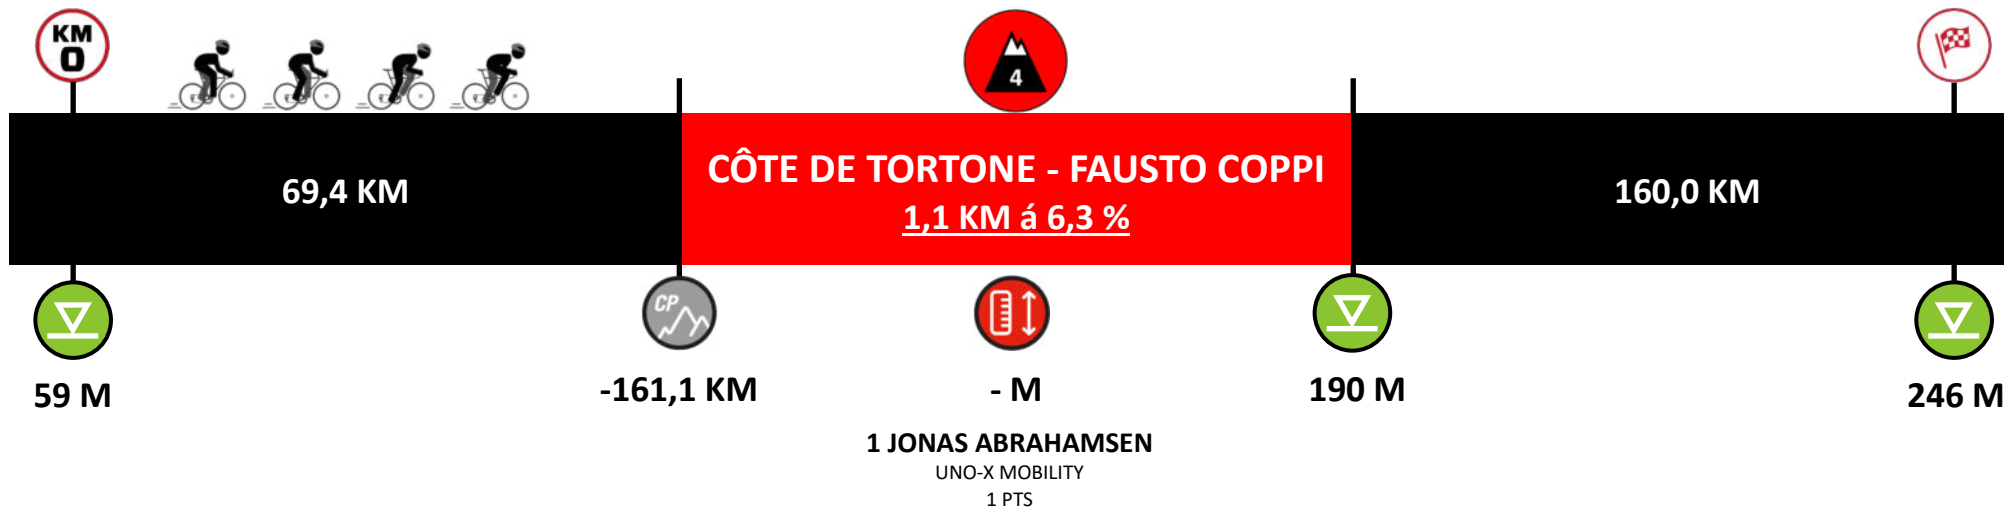 KM
0
4
69,4 KM
CÔTE DE TORTONE - FAUSTO COPPI
1,1 KM á 6,3 %
160,0 KM
CP
59 M
-161,1 KM
- M
190 M
246 M
1 JONAS ABRAHAMSEN
UNO-X MOBILITY
1 PTS